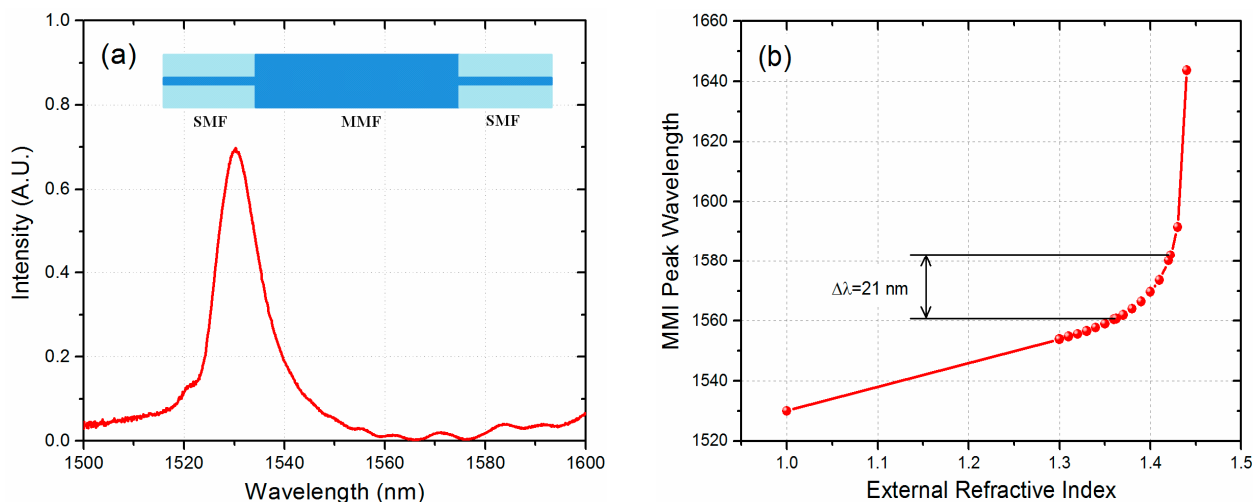 (a)
SMF
MMF
SMF
Intensity (A.U.)
1.0
0.8
0.6
0.4
0.2
0.0
1500 1520 1540 1560 1580 1600
Wavelength (nm)
(b)
MMI Peak Wavelength
1660
1640
1620
1600
1580
1560
1540
1520
Δλ=21 nm
1.0 1.1 1.2 1.3 1.4 1.5
External Refractive Index